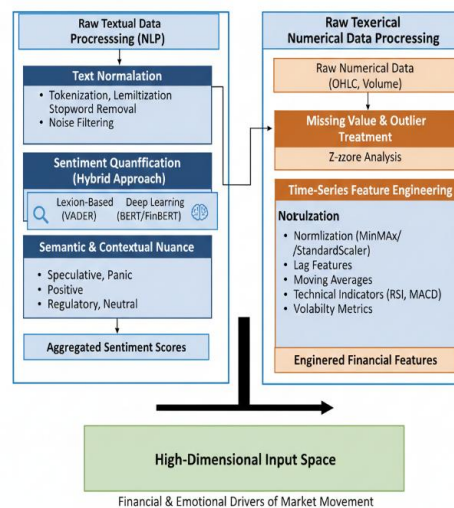 Raw Textual Data
Processsing (NLP)
Text Normalation
• Tokenization, Lemiltization
Stopword Removal
• Noise Filtering
Sentiment Quanffication
(Hybrid Approach)
Lexion-Based
(VADER)
Deep Learning
(BERT/FinBERT)
Semantic & Contextual Nuance
• Speculative, Panic
• Positive
• Regulatory, Neutral
Aggregated Sentiment Scores
Raw Texerical
Numerical Data Processing
Raw Numerical Data
(OHLC, Volume)
Missing Value & Outlier
Treatment
Z-zzore Analysis
Time-Series Feature Engineering
Notrulzation
• Normlization (MinMAx/
/StandardScaler)
• Lag Features
• Moving Averages
• Technical Indicators (RSI, MACD)
• Volabilty Metrics
Enginered Financial Features
High-Dimensional Input Space
Financial & Emotional Drivers of Market Movement